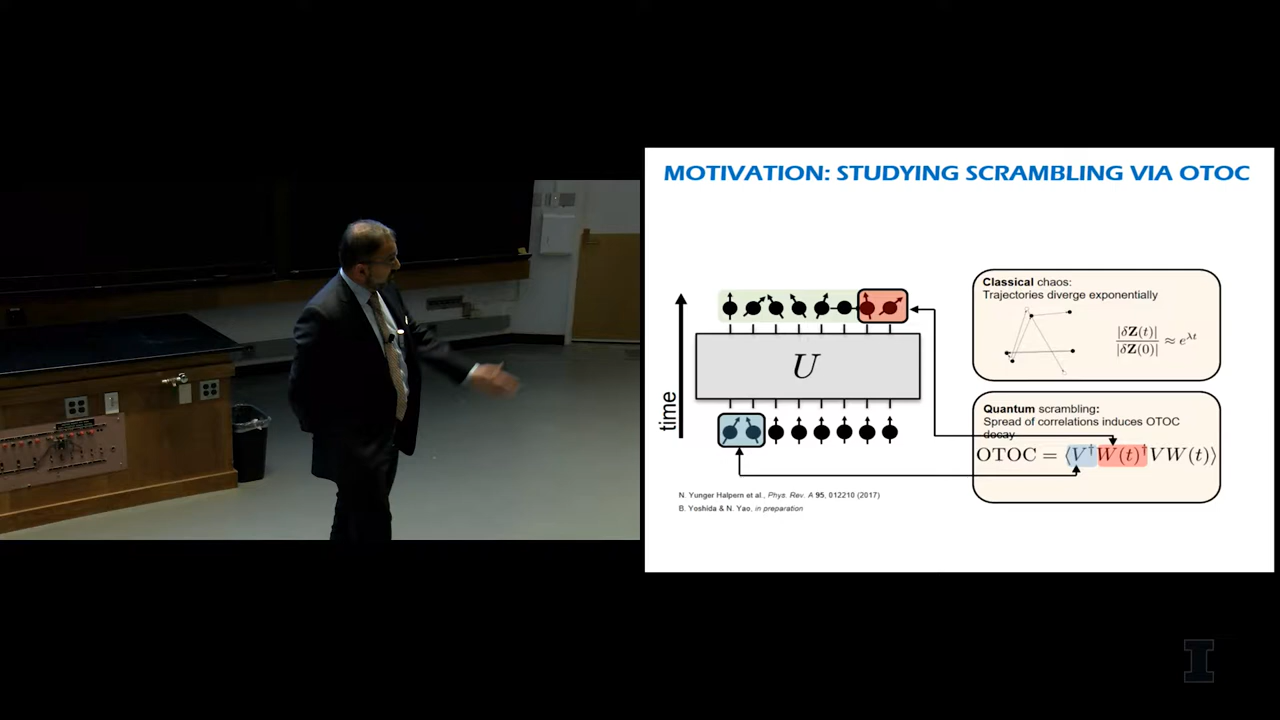 MOTIVATION: STUDYING SCRAMBLING VIA OTOC
time
U
Classical chaos:
Trajectories diverge exponentially
|δZ(t)| / |δZ(0)| ≈ e^{λt}
Quantum scrambling:
Spread of correlations induces OTOC
decay
OTOC = ⟨V†W(t)†VW(t)⟩
N. Yunger Halpern et al., Phys. Rev. A 95, 012210 (2017)
B. Yoshida & N. Yao, in preparation
I